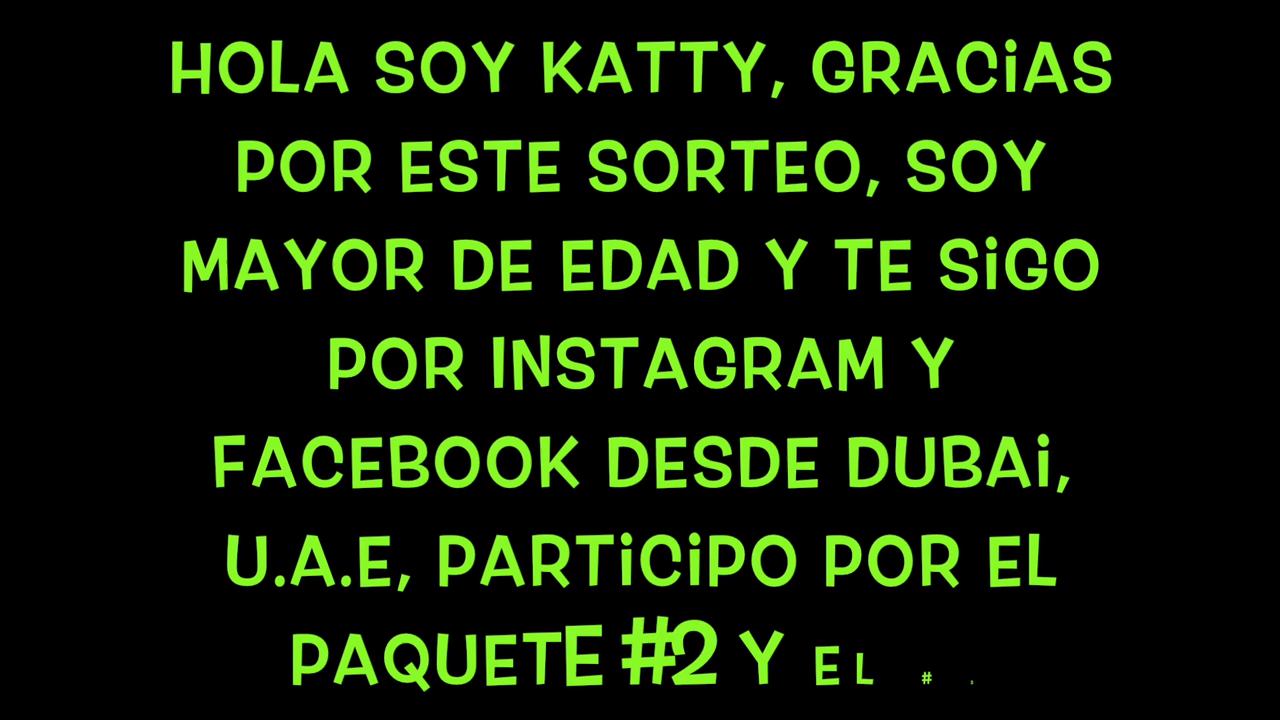 HOLA SOY KATTY, GRACiAS
POR ESTE SORTEO, SOY
MAYOR DE EDAD Y TE SiGO
POR INSTAGRAM Y
FACEBOOK DESDE DUBAi,
U.A.E, PARTiCiPO POR EL
PAQUETE #2 Y EL #